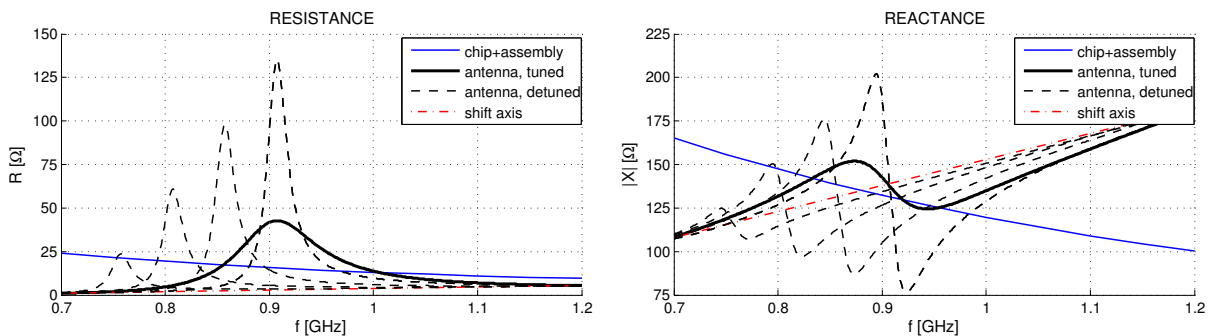 RESISTANCE
150
125
100
75
50
25
0
R [Ω]
0.7
0.8
0.9
1
1.1
1.2
f [GHz]
chip+assembly
antenna, tuned
antenna, detuned
shift axis
REACTANCE
225
200
175
150
125
100
75
|X| [Ω]
0.7
0.8
0.9
1
1.1
1.2
f [GHz]
chip+assembly
antenna, tuned
antenna, detuned
shift axis